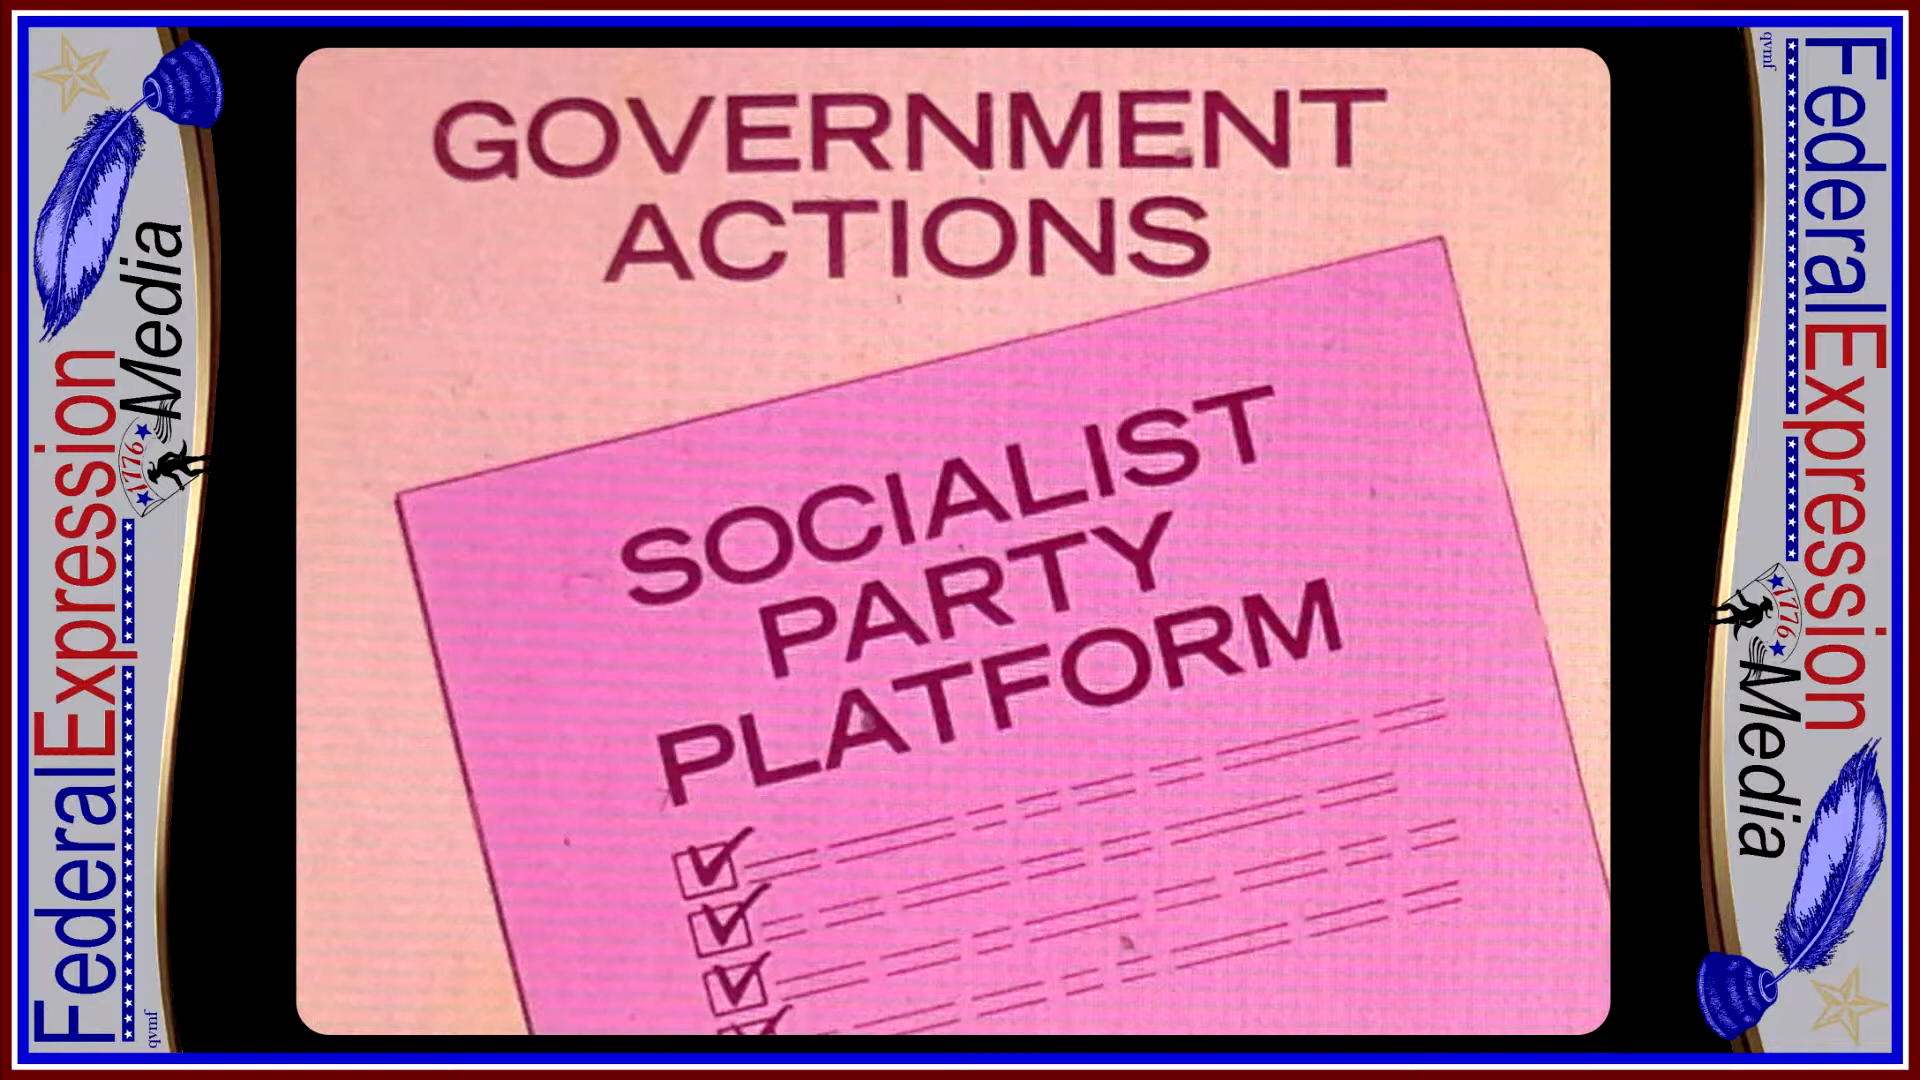 GOVERNMENT
ACTIONS
SOCIALIST
PARTY
PLATFORM
FederalExpression
Media
1776
qvmf
FederalExpression
Media
1776
qvmf